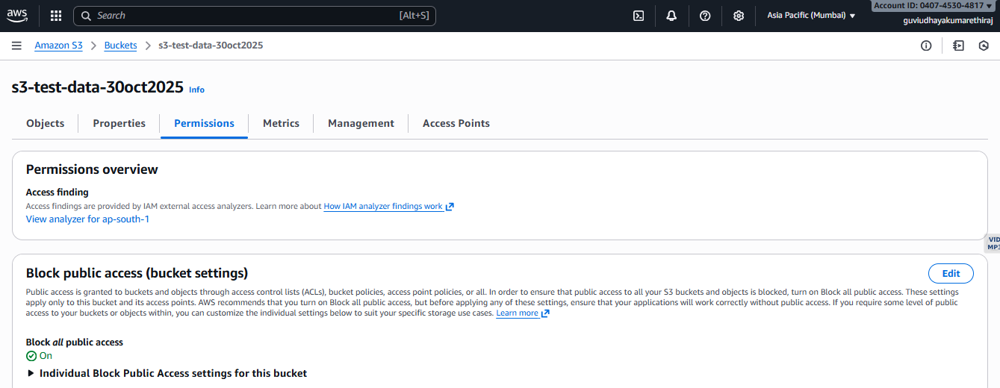 aws
Search [Alt+S]
Asia Pacific (Mumbai) ▼
Account ID: 0407-4530-4817 ▼
guviudhayakumarethiraj
Amazon S3 > Buckets > s3-test-data-30oct2025
s3-test-data-30oct2025 Info
Objects Properties Permissions Metrics Management Access Points
Permissions overview
Access finding
Access findings are provided by IAM external access analyzers. Learn more about How IAM analyzer findings work
View analyzer for ap-south-1
VID
MP3
Block public access (bucket settings) Edit
Public access is granted to buckets and objects through access control lists (ACLs), bucket policies, access point policies, or all. In order to ensure that public access to all your S3 buckets and objects is blocked, turn on Block all public access. These settings
apply only to this bucket and its access points. AWS recommends that you turn on Block all public access, but before applying any of these settings, ensure that your applications will work correctly without public access. If you require some level of public
access to your buckets or objects within, you can customize the individual settings below to suit your specific storage use cases. Learn more
Block all public access
On
Individual Block Public Access settings for this bucket